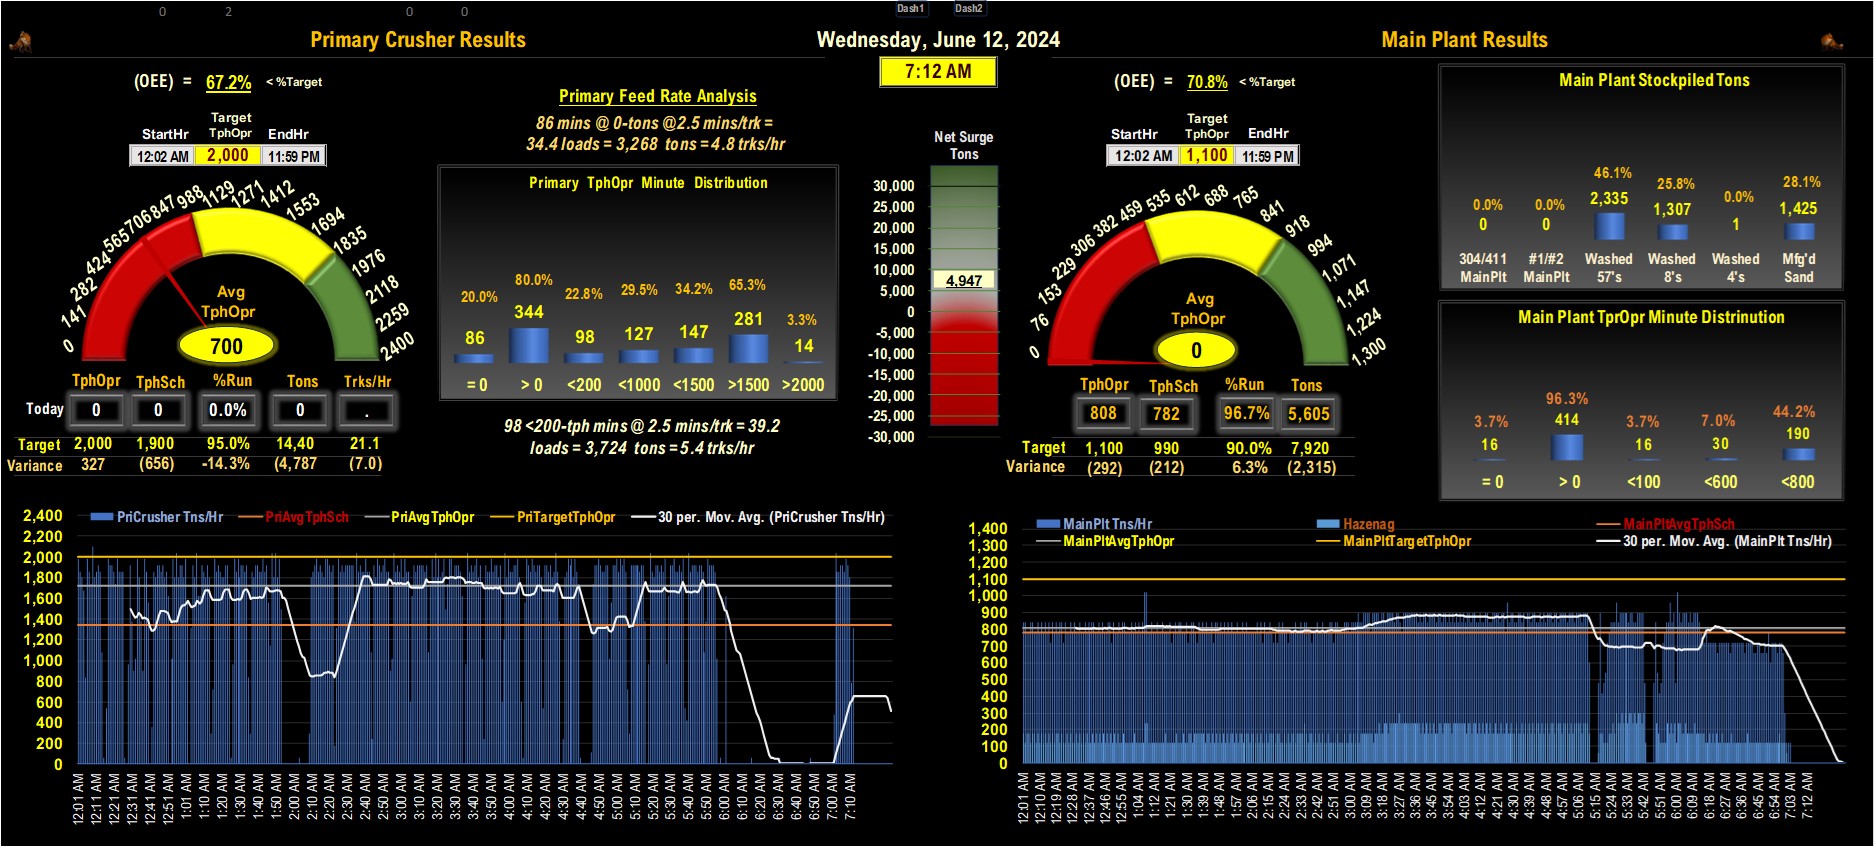 0 2 0 0
Dash1 Dash2
Primary Crusher Results
Wednesday, June 12, 2024
Main Plant Results
7:12 AM
(OEE) = 67.2% < %Target
Target
StartHr TphOpr EndHr
12:02 AM 2,000 11:59 PM
0 141 282 424 565 706 847 988 1129 1271 1412 1553 1694 1835 1976 2118 2259 2400
Avg
TphOpr
700
TphOpr TphSch %Run Tons Trks/Hr
Today 0 0 0.0% 0 .
Target 2,000 1,900 95.0% 14,40 21.1
Variance 327 (656) -14.3% (4,787 (7.0)
Primary Feed Rate Analysis
86 mins @ 0-tons @2.5 mins/trk =
34.4 loads = 3,268 tons = 4.8 trks/hr
Primary TphOpr Minute Distribution
20.0% 80.0% 22.8% 29.5% 34.2% 65.3% 3.3%
86 344 98 127 147 281 14
= 0 > 0 <200 <1000 <1500 >1500 >2000
98 <200-tph mins @ 2.5 mins/trk = 39.2
loads = 3,724 tons = 5.4 trks/hr
Net Surge
Tons
30,000
25,000
20,000
15,000
10,000
4,947
5,000
0
-5,000
-10,000
-15,000
-20,000
-25,000
-30,000
(OEE) = 70.8% < %Target
Target
StartHr TphOpr EndHr
12:02 AM 1,100 11:59 PM
0 76 153 229 306 382 459 535 612 688 765 841 918 994 1,071 1,147 1,224 1,300
Avg
TphOpr
0
TphOpr TphSch %Run Tons
808 782 96.7% 5,605
Target 1,100 990 90.0% 7,920
Variance (292) (212) 6.3% (2,315)
Main Plant Stockpiled Tons
0.0% 0.0% 46.1% 25.8% 0.0% 28.1%
0 0 2,335 1,307 1 1,425
304/411 #1/#2 Washed Washed Washed Mfg'd
MainPlt MainPlt 57's 8's 4's Sand
Main Plant TprOpr Minute Distrinution
3.7% 96.3% 3.7% 7.0% 44.2%
16 414 16 30 190
= 0 > 0 <100 <600 <800
PriCrusher Tns/Hr PriAvgTphSch PriAvgTphOpr PriTargetTphOpr 30 per. Mov. Avg. (PriCrusher Tns/Hr)
2,400
2,200
2,000
1,800
1,600
1,400
1,200
1,000
800
600
400
200
0
12:01 AM 12:11 AM 12:21 AM 12:31 AM 12:41 AM 12:51 AM 1:01 AM 1:10 AM 1:20 AM 1:30 AM 1:40 AM 1:50 AM 2:00 AM 2:10 AM 2:20 AM 2:30 AM 2:40 AM 2:50 AM 3:00 AM 3:10 AM 3:20 AM 3:30 AM 3:40 AM 3:50 AM 4:00 AM 4:10 AM 4:20 AM 4:30 AM 4:40 AM 4:50 AM 5:00 AM 5:10 AM 5:20 AM 5:30 AM 5:40 AM 5:50 AM 6:00 AM 6:10 AM 6:20 AM 6:30 AM 6:40 AM 6:50 AM 7:00 AM 7:10 AM
MainPlt Tns/Hr Hazenag MainPltAvgTphSch
MainPltAvgTphOpr MainPltTargetTphOpr 30 per. Mov. Avg. (MainPlt Tns/Hr)
1,400
1,300
1,200
1,100
1,000
900
800
700
600
500
400
300
200
100
0
12:01 AM 12:10 AM 12:19 AM 12:28 AM 12:37 AM 12:46 AM 12:55 AM 1:04 AM 1:12 AM 1:21 AM 1:30 AM 1:39 AM 1:48 AM 1:57 AM 2:06 AM 2:15 AM 2:24 AM 2:33 AM 2:42 AM 2:51 AM 3:00 AM 3:09 AM 3:18 AM 3:27 AM 3:36 AM 3:45 AM 3:54 AM 4:03 AM 4:12 AM 4:21 AM 4:30 AM 4:39 AM 4:48 AM 4:57 AM 5:06 AM 5:15 AM 5:24 AM 5:33 AM 5:42 AM 5:51 AM 6:00 AM 6:09 AM 6:18 AM 6:27 AM 6:36 AM 6:45 AM 6:54 AM 7:03 AM 7:12 AM